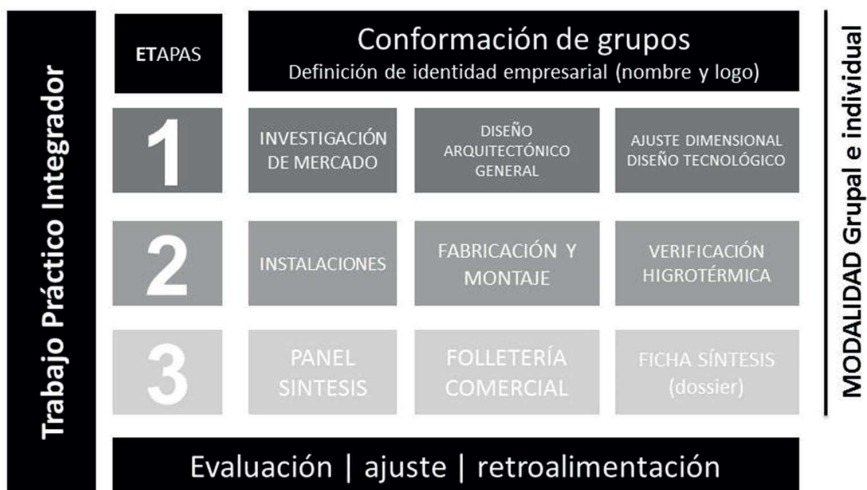 Trabajo Práctico Integrador
ETAPAS
Conformación de grupos
Definición de identidad empresarial (nombre y logo)
1
INVESTIGACIÓN
DE MERCADO
DISEÑO
ARQUITECTÓNICO
GENERAL
AJUSTE DIMENSIONAL
DISEÑO TECNOLÓGICO
2
INSTALACIONES
FABRICACIÓN Y
MONTAJE
VERIFICACIÓN
HIGROTÉRMICA
3
PANEL
SINTESIS
FOLLETERÍA
COMERCIAL
FICHA SÍNTESIS
(dossier)
Evaluación | ajuste | retroalimentación
MODALIDAD Grupal e individual